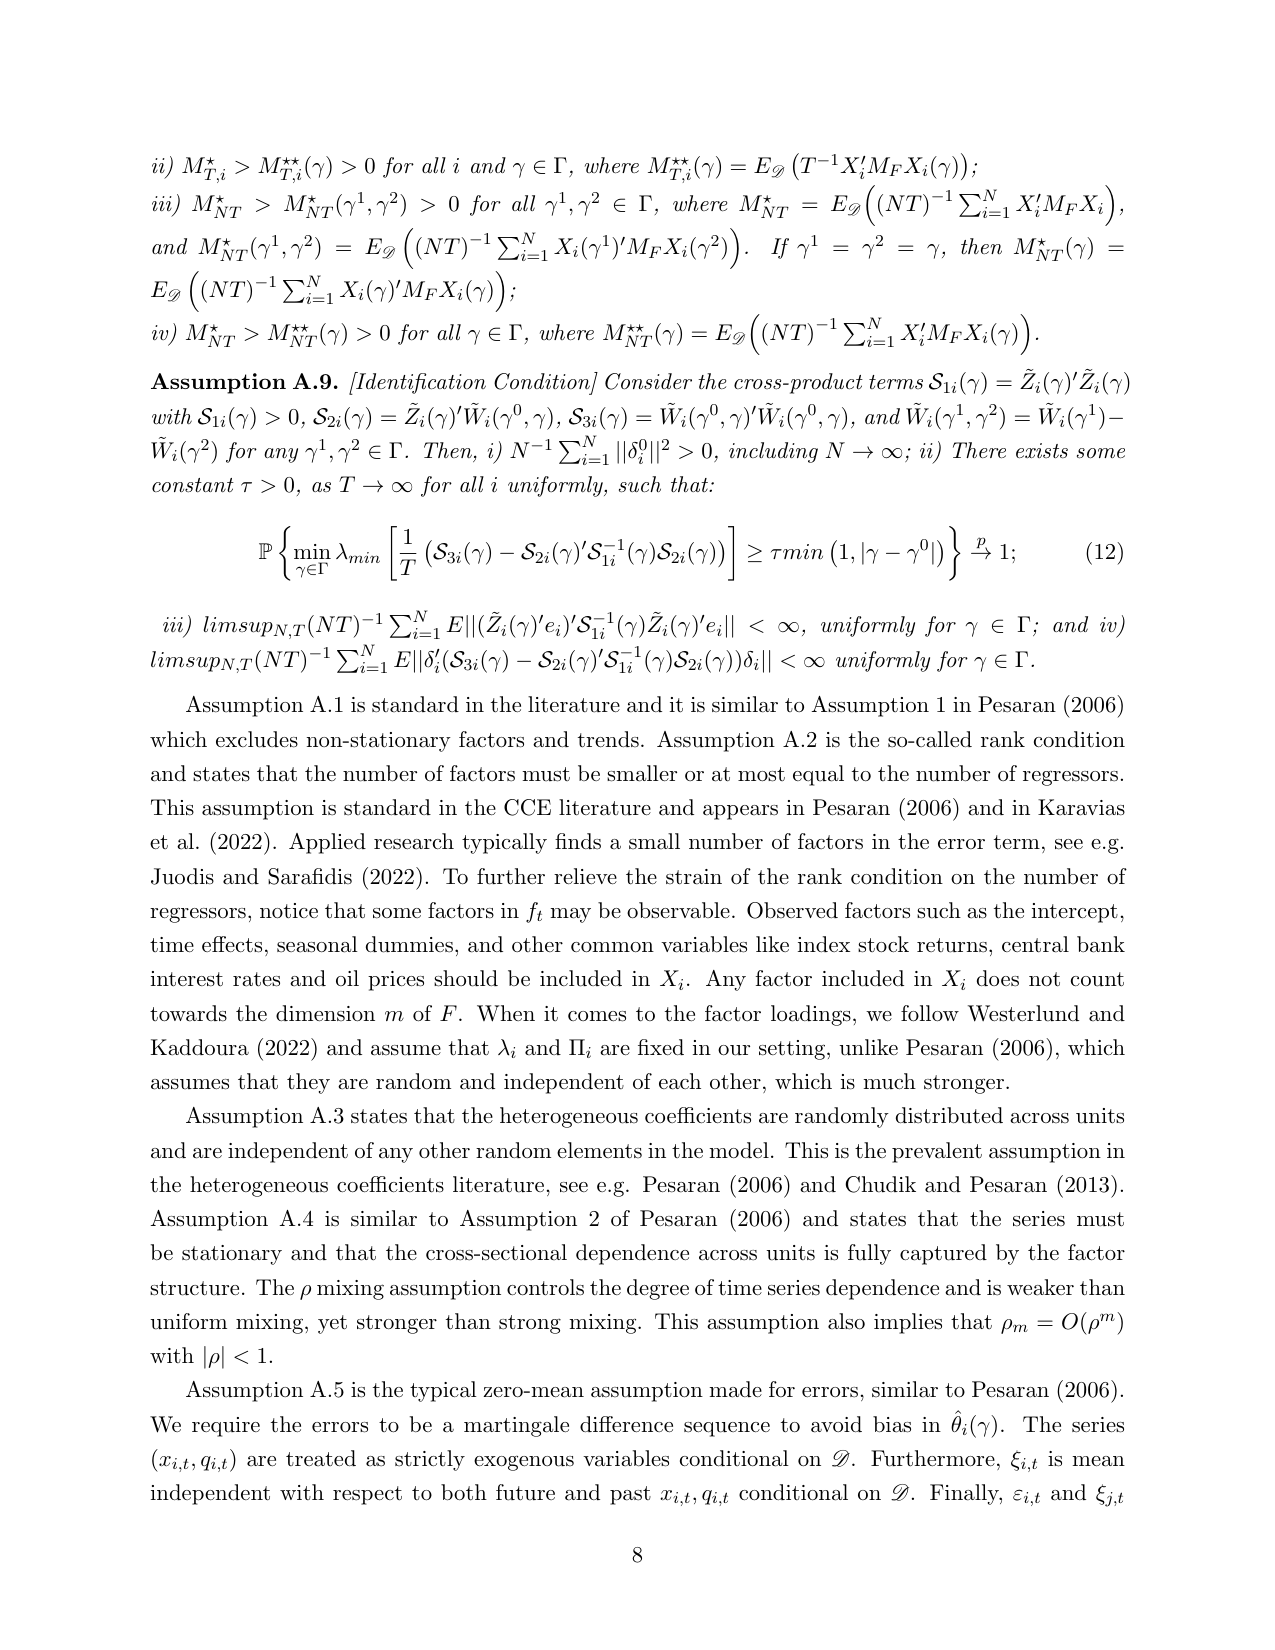 ii) $M^{\star}_{T,i} > M^{\star\star}_{T,i}(\gamma) > 0$ for all i and $\gamma \in \Gamma$, where $M^{\star\star}_{T,i}(\gamma) = E_{\mathscr{D}}\left(T^{-1}X_i'M_FX_i(\gamma)\right)$;
iii) $M^{\star}_{NT} > M^{\star}_{NT}(\gamma^1,\gamma^2) > 0$ for all $\gamma^1,\gamma^2 \in \Gamma$, where $M^{\star}_{NT} = E_{\mathscr{D}}\left((NT)^{-1}\sum_{i=1}^{N}X_i'M_FX_i\right)$,
and $M^{\star}_{NT}(\gamma^1,\gamma^2) = E_{\mathscr{D}}\left((NT)^{-1}\sum_{i=1}^{N}X_i(\gamma^1)'M_FX_i(\gamma^2)\right)$. If $\gamma^1 = \gamma^2 = \gamma$, then $M^{\star}_{NT}(\gamma) =$
$E_{\mathscr{D}}\left((NT)^{-1}\sum_{i=1}^{N}X_i(\gamma)'M_FX_i(\gamma)\right)$;
iv) $M^{\star}_{NT} > M^{\star\star}_{NT}(\gamma) > 0$ for all $\gamma \in \Gamma$, where $M^{\star\star}_{NT}(\gamma) = E_{\mathscr{D}}\left((NT)^{-1}\sum_{i=1}^{N}X_i'M_FX_i(\gamma)\right)$.
Assumption A.9. [Identification Condition] Consider the cross-product terms $\mathcal{S}_{1i}(\gamma) = \tilde{Z}_i(\gamma)'\tilde{Z}_i(\gamma)$
with $\mathcal{S}_{1i}(\gamma) > 0$, $\mathcal{S}_{2i}(\gamma) = \tilde{Z}_i(\gamma)'\tilde{W}_i(\gamma^0,\gamma)$, $\mathcal{S}_{3i}(\gamma) = \tilde{W}_i(\gamma^0,\gamma)'\tilde{W}_i(\gamma^0,\gamma)$, and $\tilde{W}_i(\gamma^1,\gamma^2) = \tilde{W}_i(\gamma^1)-$
$\tilde{W}_i(\gamma^2)$ for any $\gamma^1,\gamma^2 \in \Gamma$. Then, i) $N^{-1}\sum_{i=1}^{N}||\delta_i^0||^2 > 0$, including $N \to \infty$; ii) There exists some
constant $\tau > 0$, as $T \to \infty$ for all i uniformly, such that:
$\mathbb{P}\left\{\min_{\gamma\in\Gamma}\lambda_{min}\left[\frac{1}{T}\left(\mathcal{S}_{3i}(\gamma) - \mathcal{S}_{2i}(\gamma)'\mathcal{S}_{1i}^{-1}(\gamma)\mathcal{S}_{2i}(\gamma)\right)\right] \geq \tau min\left(1,|\gamma-\gamma^0|\right)\right\} \xrightarrow{p} 1;$ (12)
iii) $limsup_{N,T}(NT)^{-1}\sum_{i=1}^{N}E||(\tilde{Z}_i(\gamma)'e_i)'\mathcal{S}_{1i}^{-1}(\gamma)\tilde{Z}_i(\gamma)'e_i|| < \infty$, uniformly for $\gamma \in \Gamma$; and iv)
$limsup_{N,T}(NT)^{-1}\sum_{i=1}^{N}E||\delta_i'(\mathcal{S}_{3i}(\gamma) - \mathcal{S}_{2i}(\gamma)'\mathcal{S}_{1i}^{-1}(\gamma)\mathcal{S}_{2i}(\gamma))\delta_i|| < \infty$ uniformly for $\gamma \in \Gamma$.
Assumption A.1 is standard in the literature and it is similar to Assumption 1 in Pesaran (2006)
which excludes non-stationary factors and trends. Assumption A.2 is the so-called rank condition
and states that the number of factors must be smaller or at most equal to the number of regressors.
This assumption is standard in the CCE literature and appears in Pesaran (2006) and in Karavias
et al. (2022). Applied research typically finds a small number of factors in the error term, see e.g.
Juodis and Sarafidis (2022). To further relieve the strain of the rank condition on the number of
regressors, notice that some factors in $f_t$ may be observable. Observed factors such as the intercept,
time effects, seasonal dummies, and other common variables like index stock returns, central bank
interest rates and oil prices should be included in $X_i$. Any factor included in $X_i$ does not count
towards the dimension $m$ of $F$. When it comes to the factor loadings, we follow Westerlund and
Kaddoura (2022) and assume that $\lambda_i$ and $\Pi_i$ are fixed in our setting, unlike Pesaran (2006), which
assumes that they are random and independent of each other, which is much stronger.
Assumption A.3 states that the heterogeneous coefficients are randomly distributed across units
and are independent of any other random elements in the model. This is the prevalent assumption in
the heterogeneous coefficients literature, see e.g. Pesaran (2006) and Chudik and Pesaran (2013).
Assumption A.4 is similar to Assumption 2 of Pesaran (2006) and states that the series must
be stationary and that the cross-sectional dependence across units is fully captured by the factor
structure. The $\rho$ mixing assumption controls the degree of time series dependence and is weaker than
uniform mixing, yet stronger than strong mixing. This assumption also implies that $\rho_m = O(\rho^m)$
with $|\rho| < 1$.
Assumption A.5 is the typical zero-mean assumption made for errors, similar to Pesaran (2006).
We require the errors to be a martingale difference sequence to avoid bias in $\hat{\theta}_i(\gamma)$. The series
$(x_{i,t}, q_{i,t})$ are treated as strictly exogenous variables conditional on $\mathscr{D}$. Furthermore, $\xi_{i,t}$ is mean
independent with respect to both future and past $x_{i,t}, q_{i,t}$ conditional on $\mathscr{D}$. Finally, $\varepsilon_{i,t}$ and $\xi_{j,t}$
8